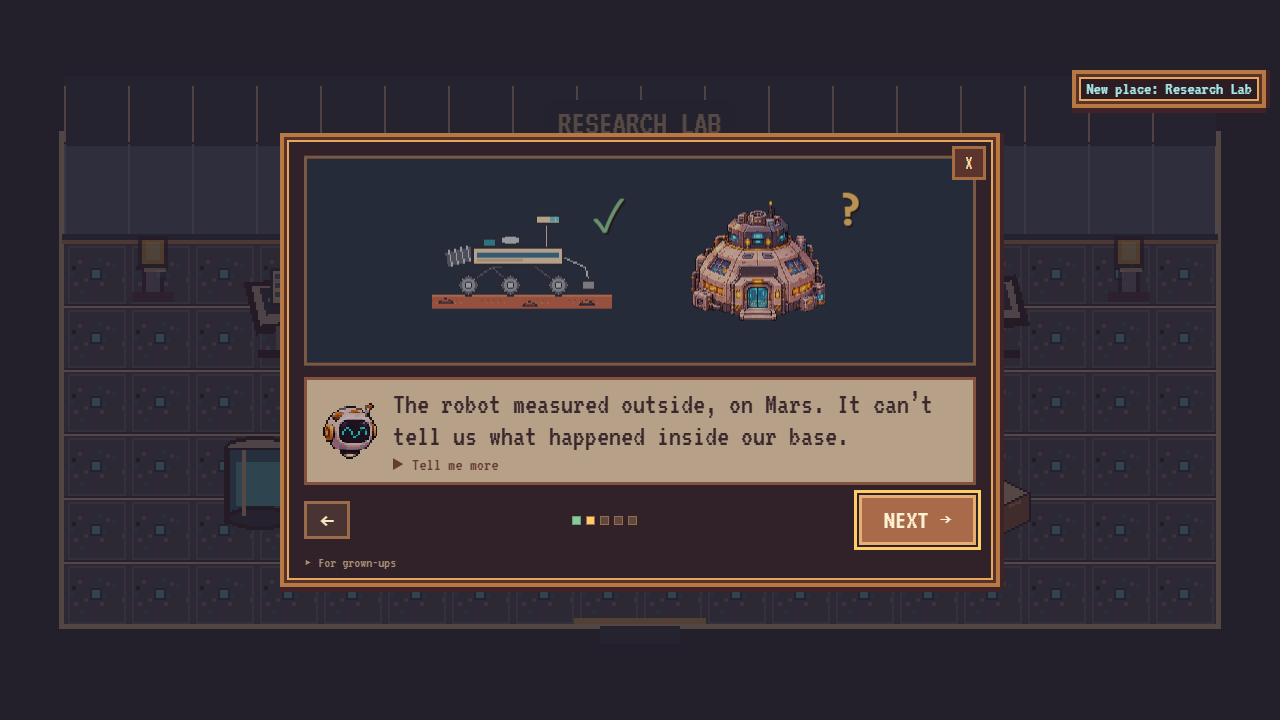 New place: Research Lab
RESEARCH LAB
X
?
The robot measured outside, on Mars. It can't
tell us what happened inside our base.
Tell me more
NEXT →
For grown-ups